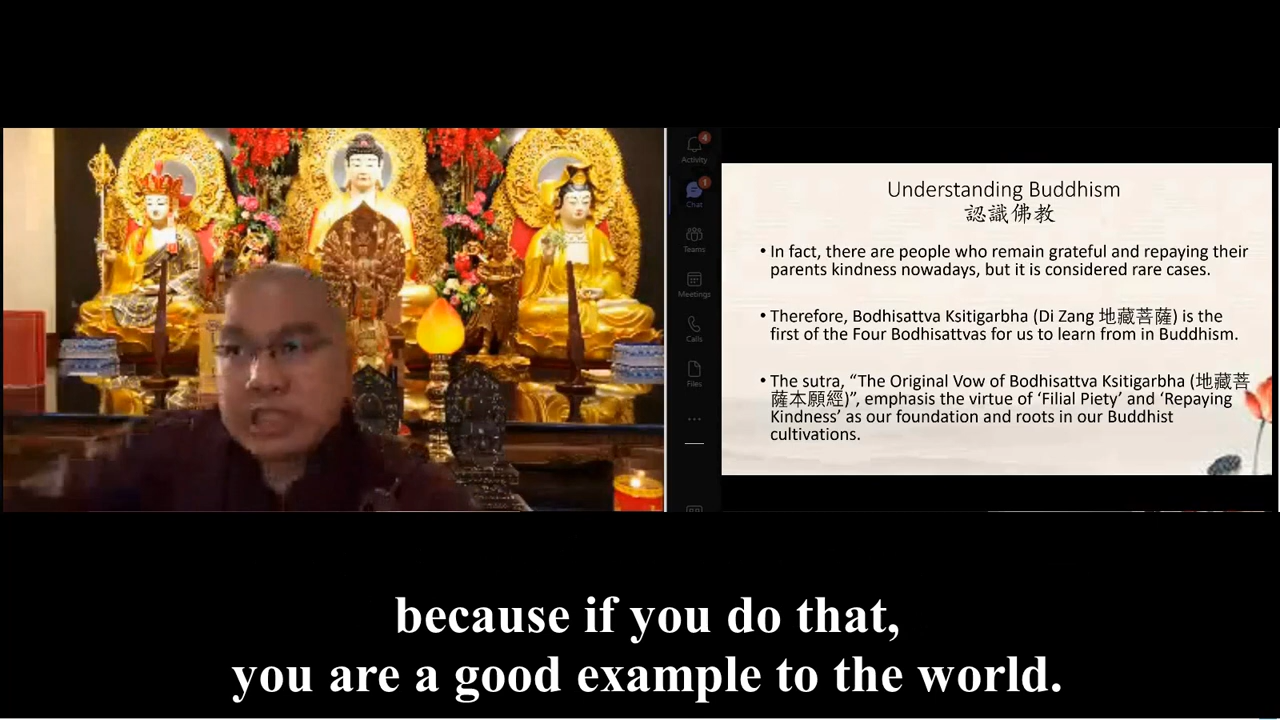 4
Activity
1
Chat
Teams
Meetings
Calls
Files
Understanding Buddhism
認識佛教
• In fact, there are people who remain grateful and repaying their
parents kindness nowadays, but it is considered rare cases.
• Therefore, Bodhisattva Ksitigarbha (Di Zang 地藏菩薩) is the
first of the Four Bodhisattvas for us to learn from in Buddhism.
• The sutra, “The Original Vow of Bodhisattva Ksitigarbha (地藏菩
薩本願經)”, emphasis the virtue of ‘Filial Piety’ and ‘Repaying
Kindness’ as our foundation and roots in our Buddhist
cultivations.
because if you do that,
you are a good example to the world.